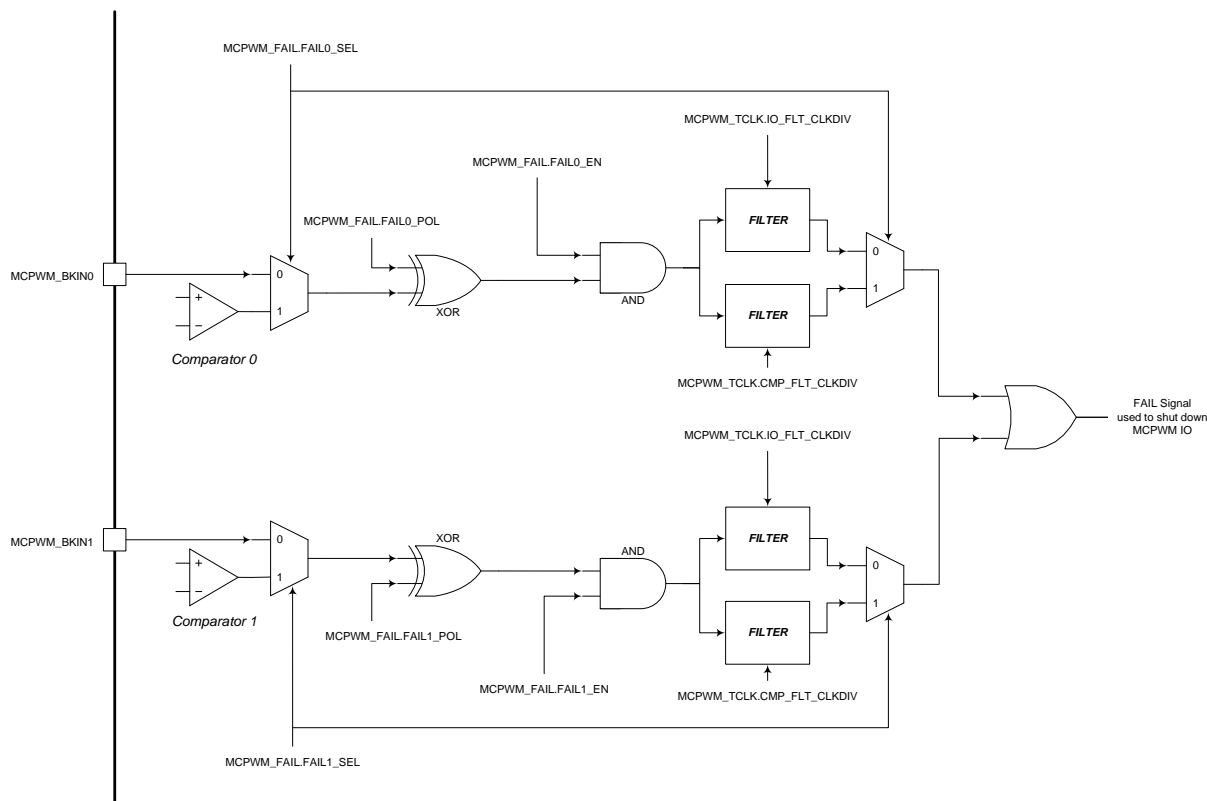 MCPWM_FAIL.FAIL0_SEL
MCPWM_TCLK.IO_FLT_CLKDIV
MCPWM_FAIL.FAIL0_EN
MCPWM_FAIL.FAIL0_POL
FILTER
MCPWM_BKIN0
0
1
+
−
XOR
AND
0
1
FILTER
Comparator 0
MCPWM_TCLK.CMP_FLT_CLKDIV
FAIL Signal
used to shut down
MCPWM IO
MCPWM_TCLK.IO_FLT_CLKDIV
MCPWM_BKIN1
0
1
+
−
XOR
AND
FILTER
0
1
Comparator 1
MCPWM_FAIL.FAIL1_POL
FILTER
MCPWM_FAIL.FAIL1_EN
MCPWM_TCLK.CMP_FLT_CLKDIV
MCPWM_FAIL.FAIL1_SEL